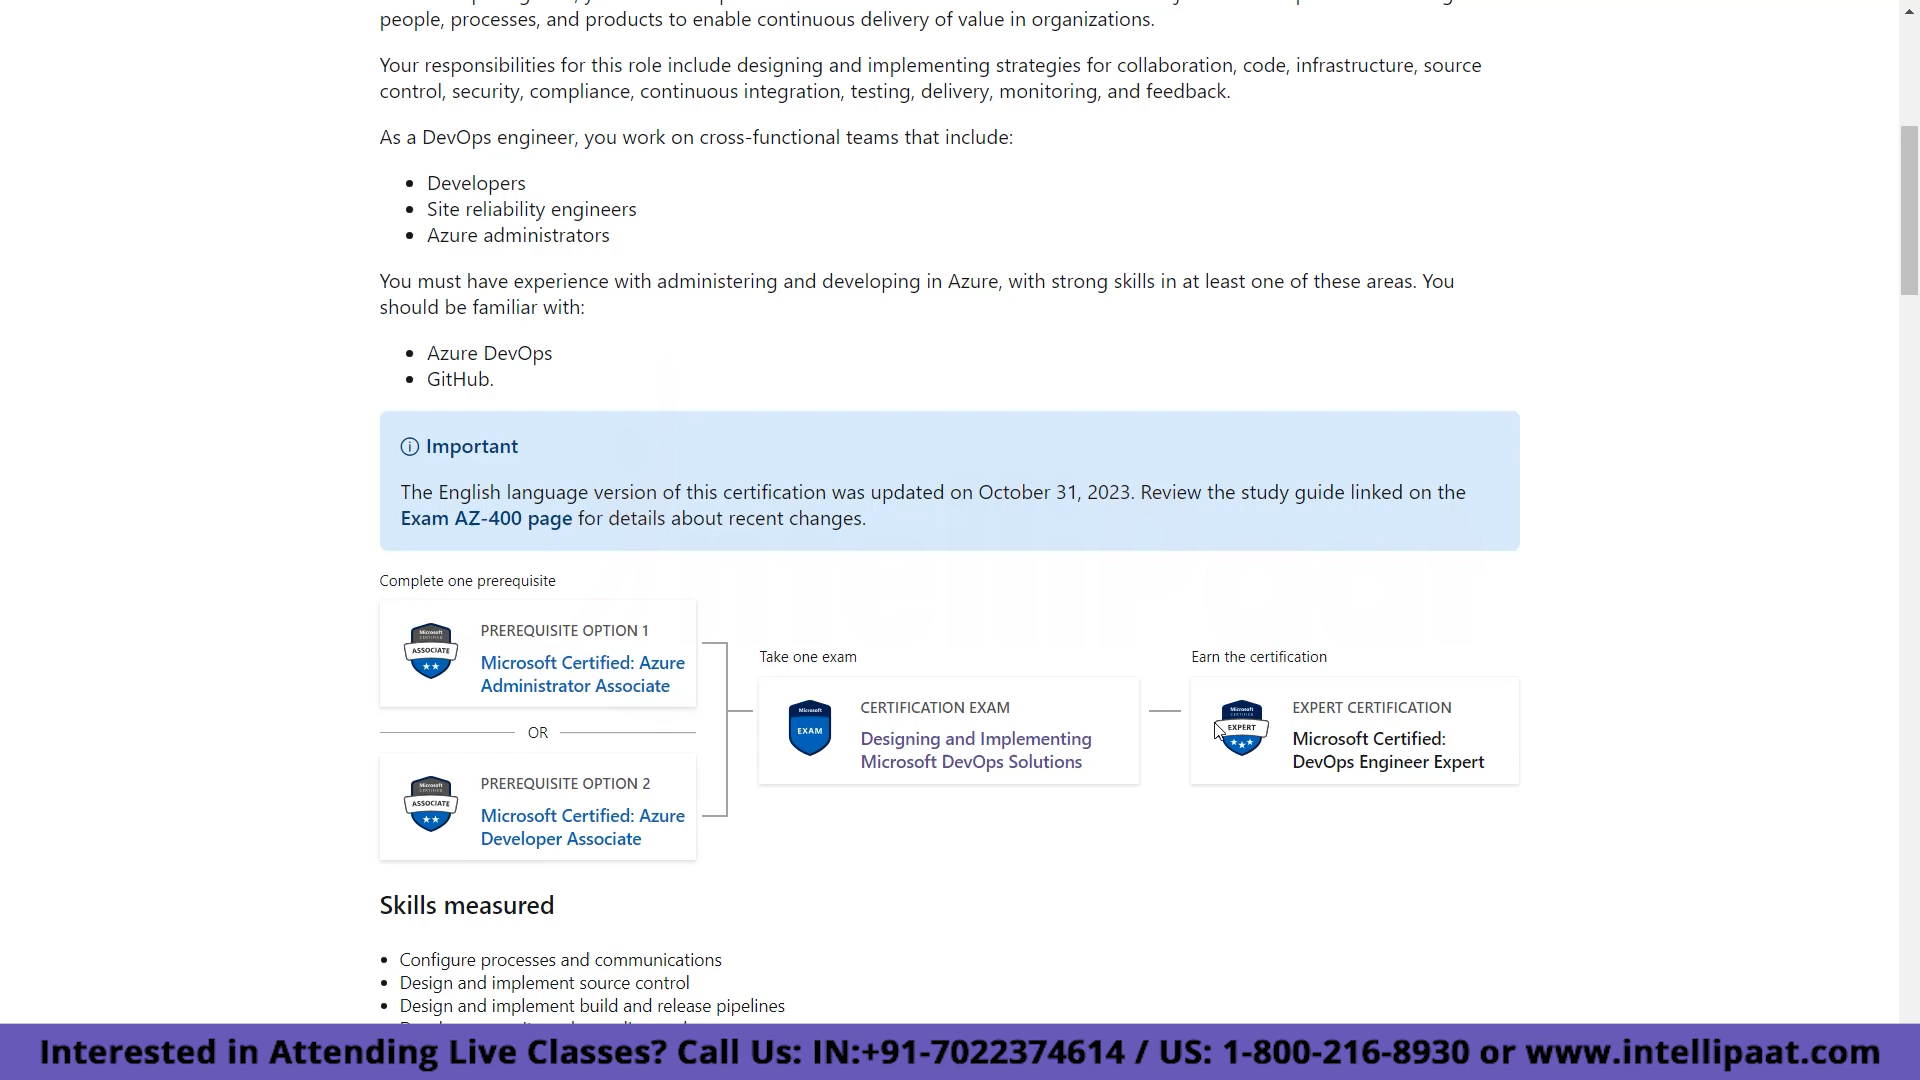 people, processes, and products to enable continuous delivery of value in organizations.
Your responsibilities for this role include designing and implementing strategies for collaboration, code, infrastructure, source
control, security, compliance, continuous integration, testing, delivery, monitoring, and feedback.
As a DevOps engineer, you work on cross-functional teams that include:
• Developers
• Site reliability engineers
• Azure administrators
You must have experience with administering and developing in Azure, with strong skills in at least one of these areas. You
should be familiar with:
• Azure DevOps
• GitHub.
Important
The English language version of this certification was updated on October 31, 2023. Review the study guide linked on the
Exam AZ-400 page for details about recent changes.
Complete one prerequisite
Microsoft
CERTIFIED
ASSOCIATE
PREREQUISITE OPTION 1
Microsoft Certified: Azure
Administrator Associate
OR
Microsoft
CERTIFIED
ASSOCIATE
PREREQUISITE OPTION 2
Microsoft Certified: Azure
Developer Associate
Take one exam
Microsoft
EXAM
CERTIFICATION EXAM
Designing and Implementing
Microsoft DevOps Solutions
Earn the certification
Microsoft
CERTIFIED
EXPERT
EXPERT CERTIFICATION
Microsoft Certified:
DevOps Engineer Expert
Skills measured
• Configure processes and communications
• Design and implement source control
• Design and implement build and release pipelines
Interested in Attending Live Classes? Call Us: IN:+91-7022374614 / US: 1-800-216-8930 or www.intellipaat.com